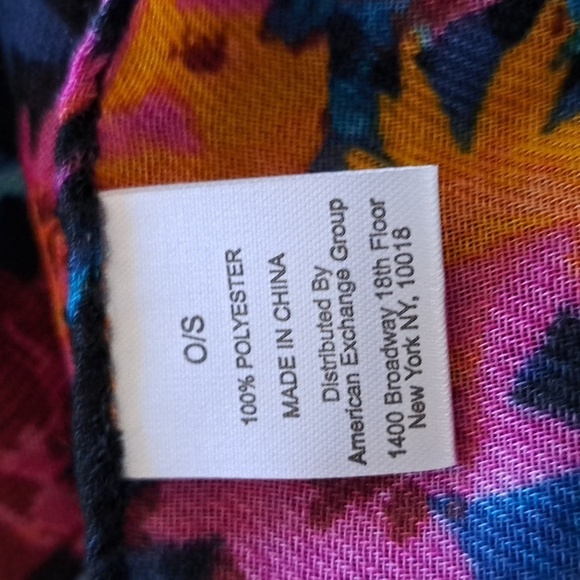 O/S
100% POLYESTER
MADE IN CHINA
Distributed By
American Exchange Group
1400 Broadway 18th Floor
New York NY, 10018